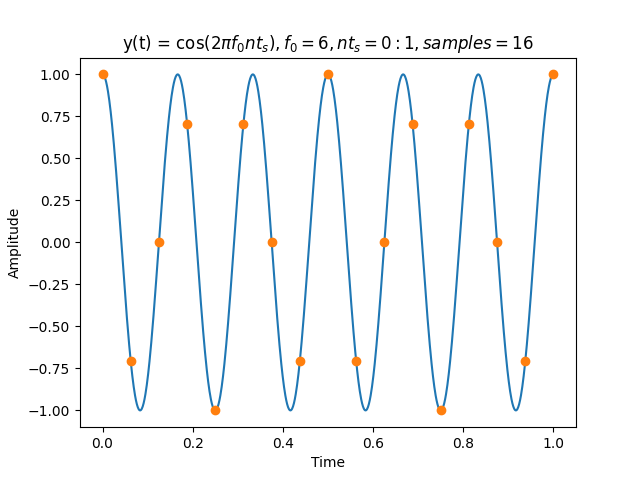 y(t) = cos(2πf₀ntₛ), f₀ = 6, ntₛ = 0 : 1, samples = 16
1.00
0.75
0.50
0.25
0.00
−0.25
−0.50
−0.75
−1.00
Amplitude
0.0 0.2 0.4 0.6 0.8 1.0
Time